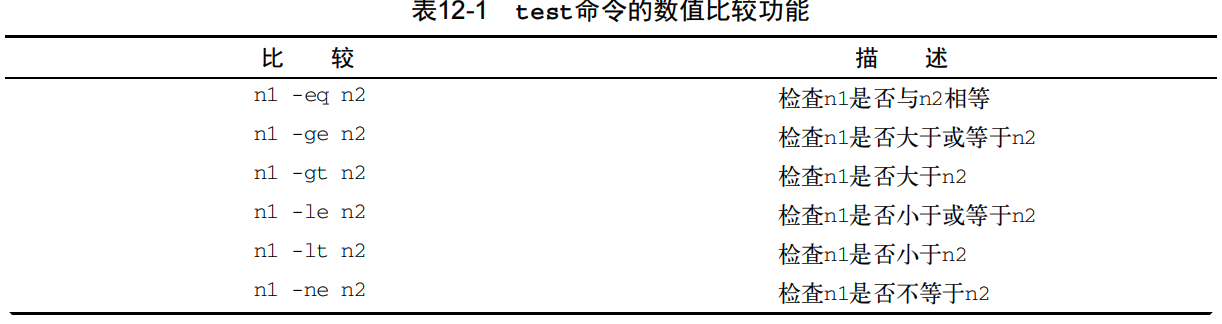 表12-1 test命令的数值比较功能
比 较 描 述
n1 -eq n2 检查n1是否与n2相等
n1 -ge n2 检查n1是否大于或等于n2
n1 -gt n2 检查n1是否大于n2
n1 -le n2 检查n1是否小于或等于n2
n1 -lt n2 检查n1是否小于n2
n1 -ne n2 检查n1是否不等于n2